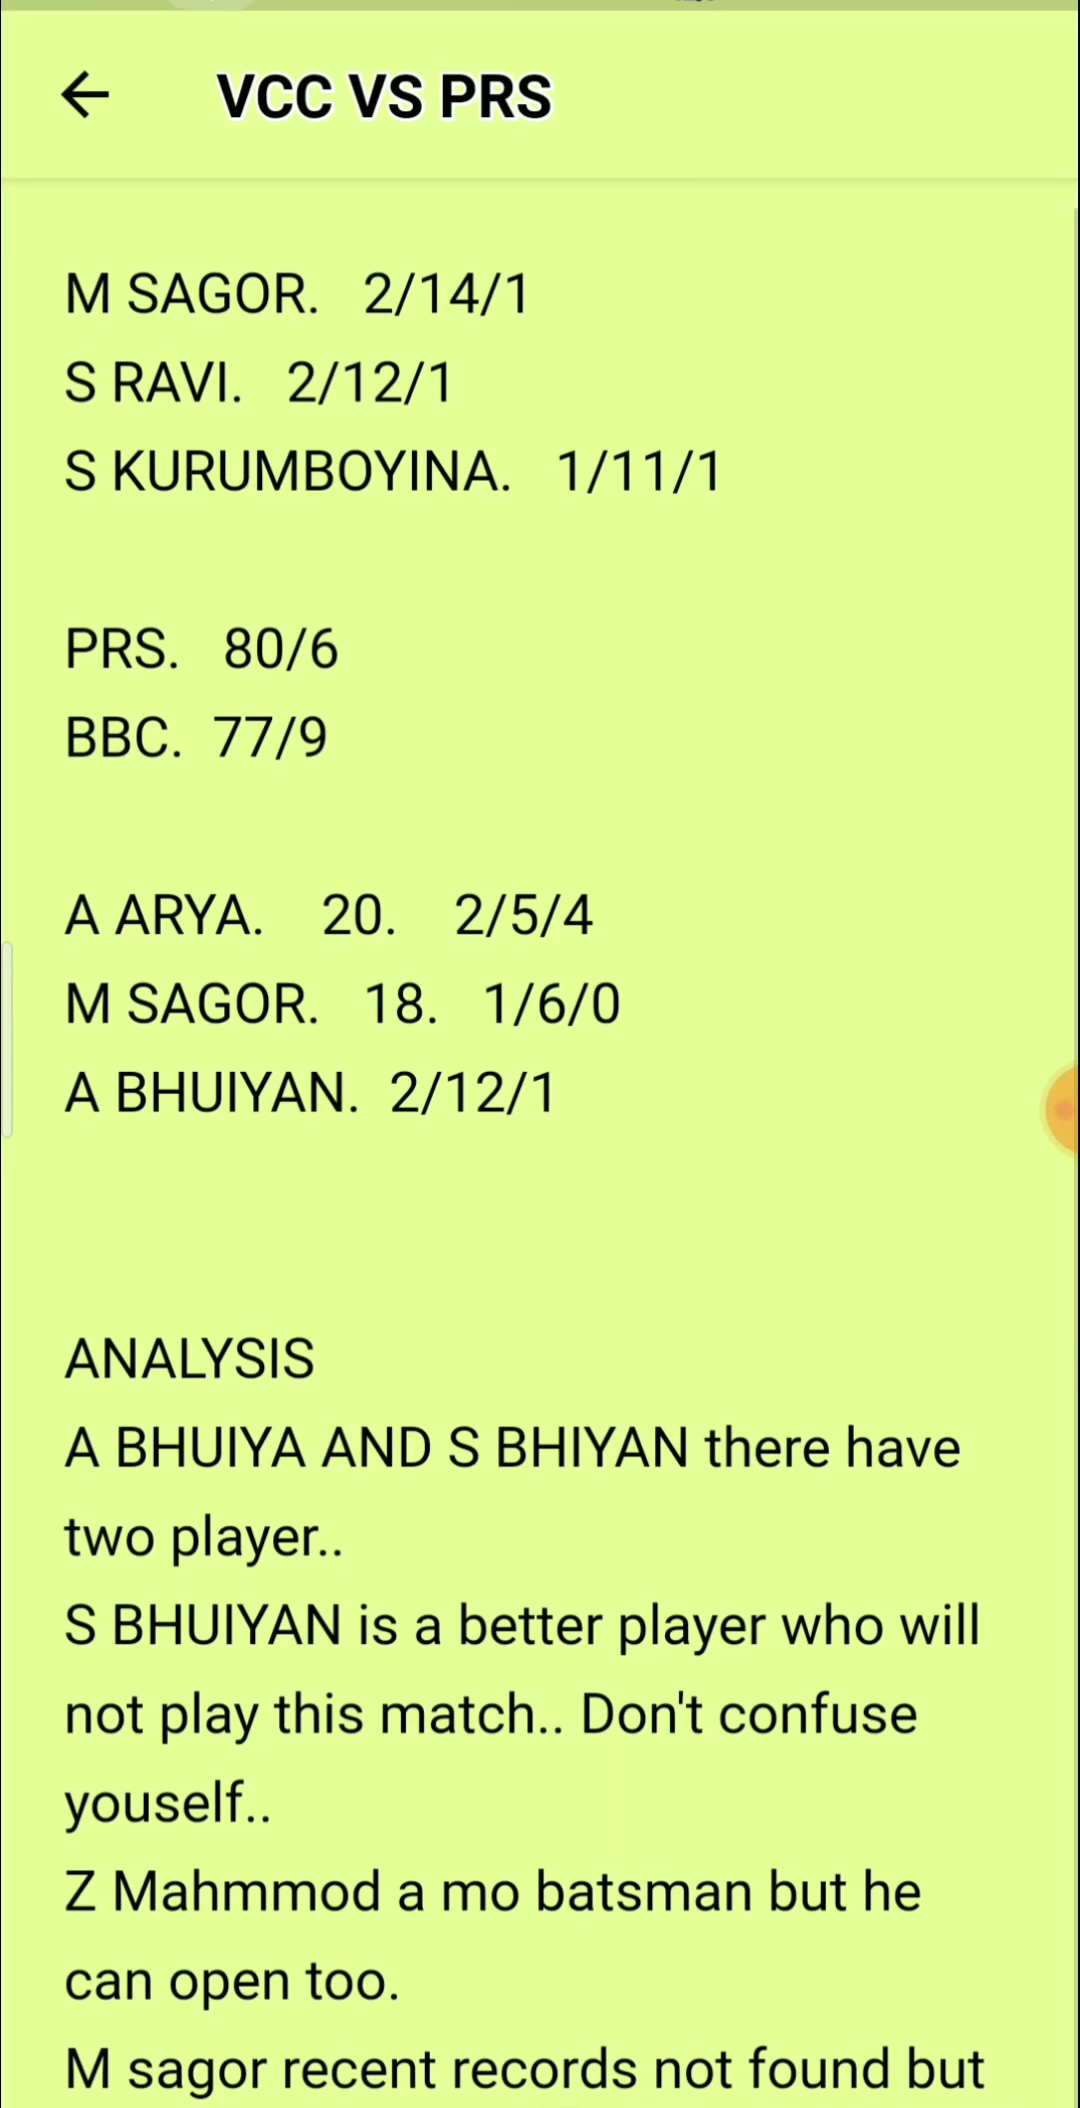 VCC VS PRS
M SAGOR. 2/14/1
S RAVI. 2/12/1
S KURUMBOYINA. 1/11/1
PRS. 80/6
BBC. 77/9
A ARYA. 20. 2/5/4
M SAGOR. 18. 1/6/0
A BHUIYAN. 2/12/1
ANALYSIS
A BHUIYA AND S BHIYAN there have
two player..
S BHUIYAN is a better player who will
not play this match.. Don't confuse
youself..
Z Mahmmod a mo batsman but he
can open too.
M sagor recent records not found but